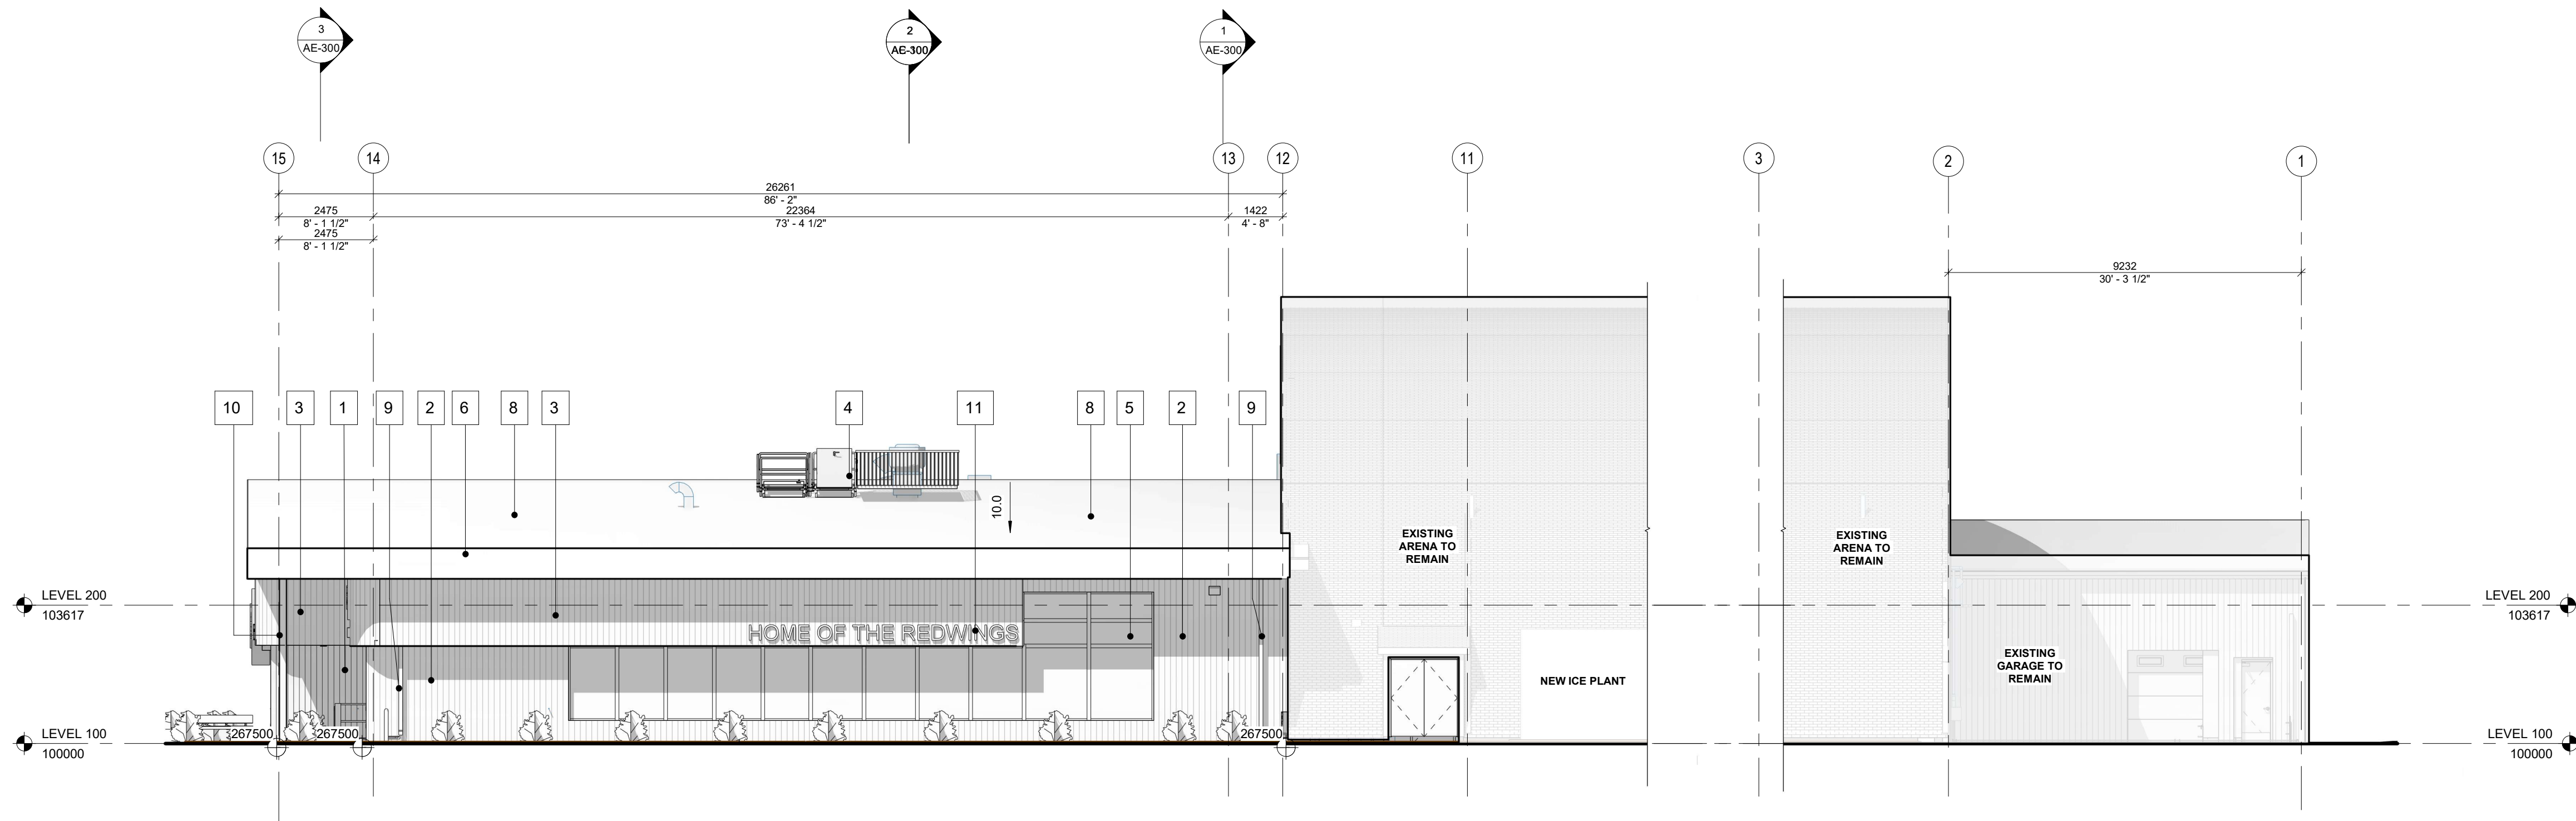 3
AE-300
2
AE-300
1
AE-300
15
14
13
12
11
3
2
1
26261
86' - 2"
2475
8' - 1 1/2"
22364
73' - 4 1/2"
1422
4' - 8"
2475
8' - 1 1/2"
9232
30' - 3 1/2"
10
3
1
9
2
6
8
3
4
11
8
5
2
9
10.0
EXISTING
ARENA TO
REMAIN
EXISTING
ARENA TO
REMAIN
LEVEL 200
103617
LEVEL 200
103617
HOME OF THE REDWINGS
EXISTING
GARAGE TO
REMAIN
NEW ICE PLANT
267500
267500
267500
LEVEL 100
100000
LEVEL 100
100000